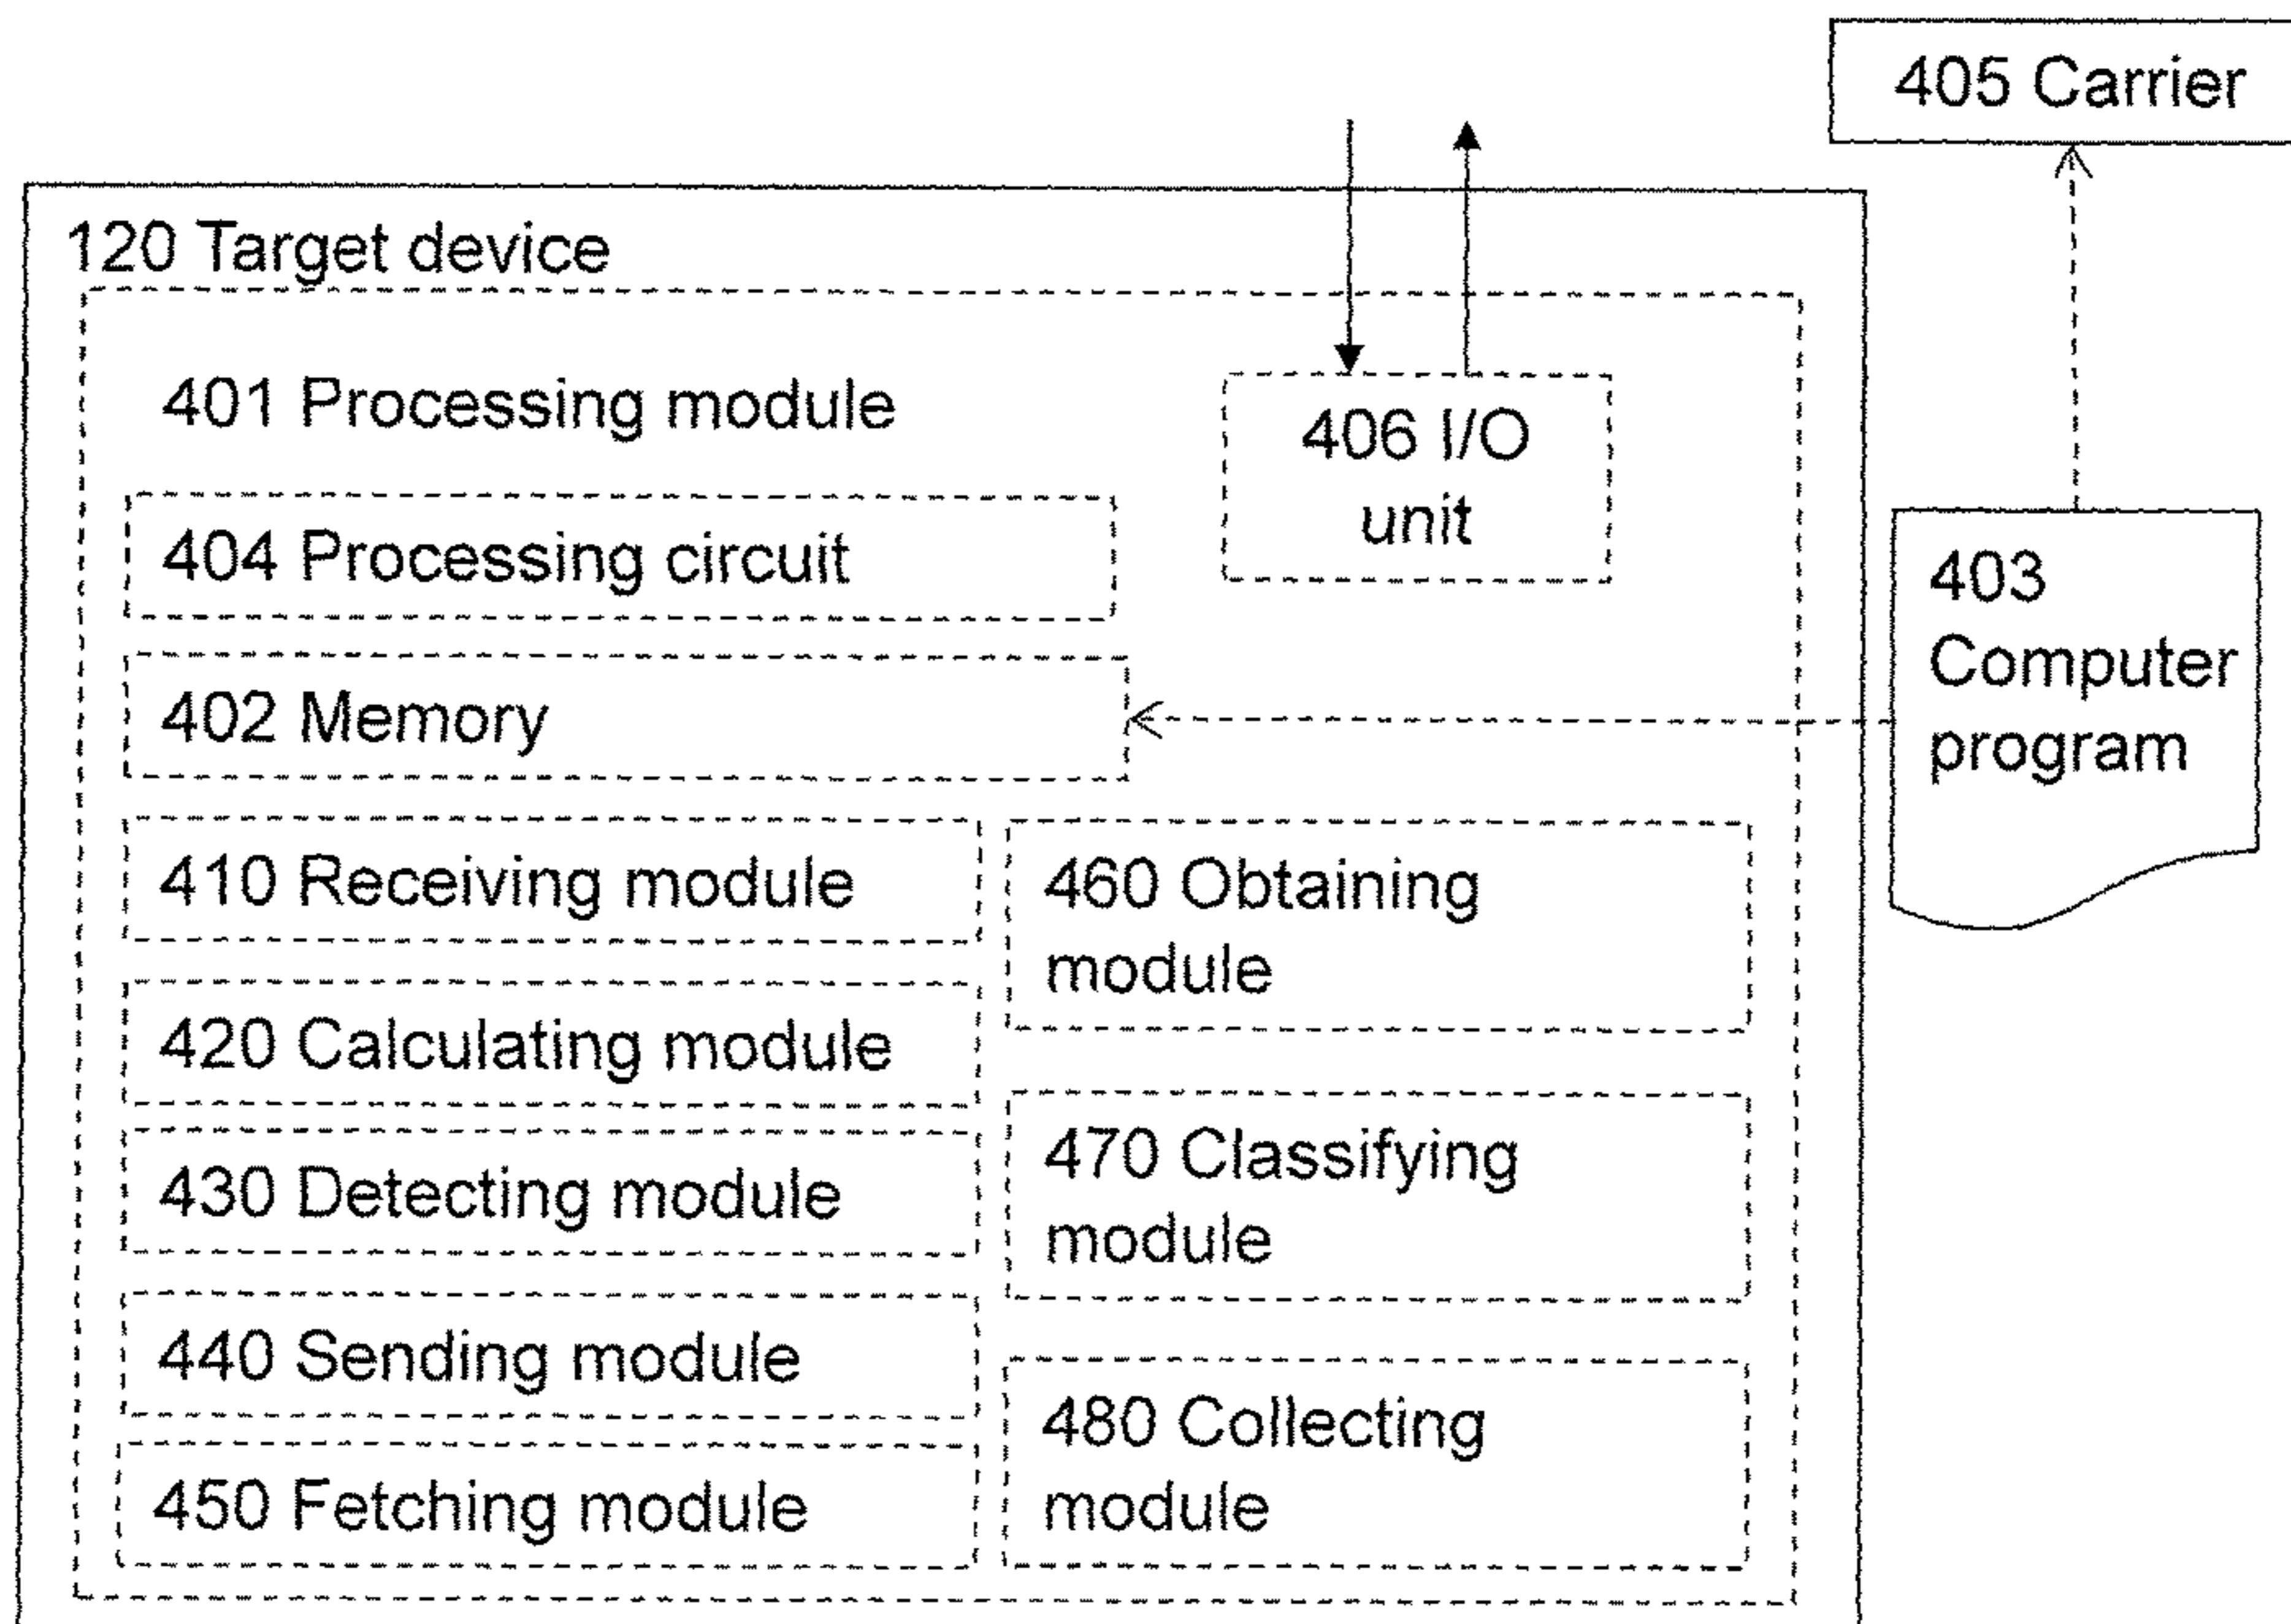 405 Carrier
120 Target device
401 Processing module
406 I/O
unit
404 Processing circuit
403
Computer
program
402 Memory
410 Receiving module
460 Obtaining
module
420 Calculating module
430 Detecting module
470 Classifying
module
440 Sending module
480 Collecting
module
450 Fetching module